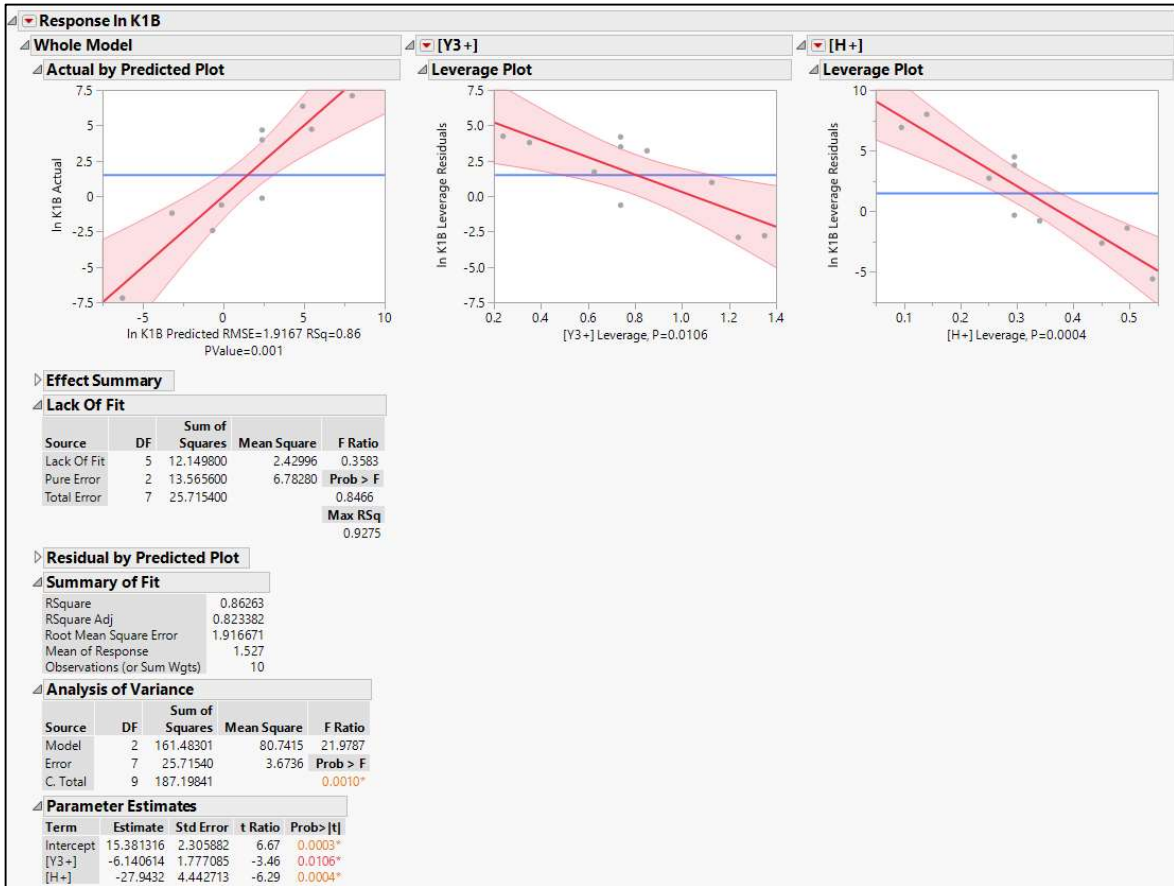 Response ln K1B
Whole Model
Actual by Predicted Plot
7.5
5
2.5
0
-2.5
-5
-7.5
ln K1B Actual
-5 0 5 10
ln K1B Predicted RMSE=1.9167 RSq=0.86
PValue=0.001
[Y3+]
Leverage Plot
7.5
5.0
2.5
0.0
-2.5
-5.0
-7.5
ln K1B Leverage Residuals
0.2 0.4 0.6 0.8 1.0 1.2 1.4
[Y3+] Leverage, P=0.0106
[H+]
Leverage Plot
10
5
0
-5
ln K1B Leverage Residuals
0.1 0.2 0.3 0.4 0.5
[H+] Leverage, P=0.0004
Effect Summary
Lack Of Fit
Sum of
Source DF Squares Mean Square F Ratio
Lack Of Fit 5 12.149800 2.42996 0.3583
Pure Error 2 13.565600 6.78280 Prob > F
Total Error 7 25.715400 0.8466
Max RSq
0.9275
Residual by Predicted Plot
Summary of Fit
RSquare 0.86263
RSquare Adj 0.823382
Root Mean Square Error 1.916671
Mean of Response 1.527
Observations (or Sum Wgts) 10
Analysis of Variance
Sum of
Source DF Squares Mean Square F Ratio
Model 2 161.48301 80.7415 21.9787
Error 7 25.71540 3.6736 Prob > F
C. Total 9 187.19841 0.0010*
Parameter Estimates
Term Estimate Std Error t Ratio Prob>|t|
Intercept 15.381316 2.305882 6.67 0.0003*
[Y3+] -6.140614 1.777085 -3.46 0.0106*
[H+] -27.9432 4.442713 -6.29 0.0004*